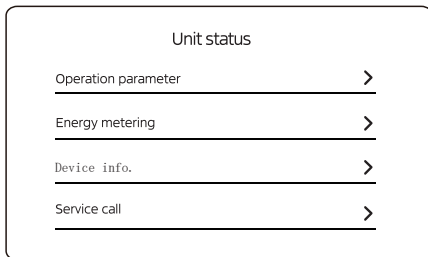 Unit status
Operation parameter
Energy metering
Device info.
Service call